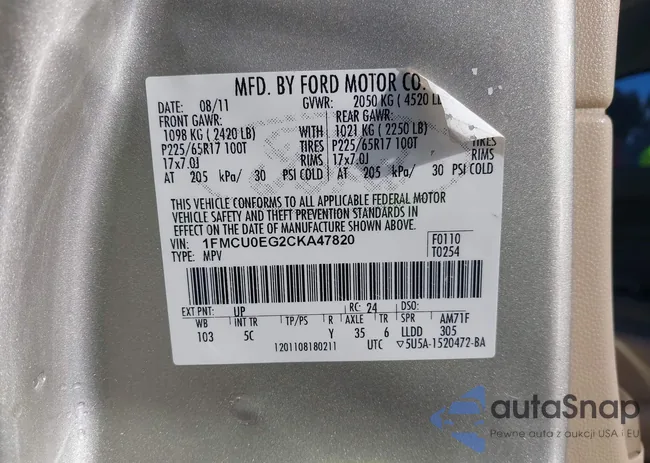 MFD. BY FORD MOTOR CO.
DATE: 08/11 GVWR: 2050 KG ( 4520 LB
FRONT GAWR: REAR GAWR:
1098 KG ( 2420 LB) WITH 1021 KG ( 2250 LB) WITH
P225/65R17 100T TIRES P225/65R17 100T TIRES
17x7.0J RIMS 17x7.0J RIMS
AT 205 kPa/ 30 PSI COLD AT 205 kPa/ 30 PSI COLD
THIS VEHICLE CONFORMS TO ALL APPLICABLE FEDERAL MOTOR
VEHICLE SAFETY AND THEFT PREVENTION STANDARDS IN
EFFECT ON THE DATE OF MANUFACTURE SHOWN ABOVE.
VIN: 1FMCU0EG2CKA47820 F0110
TYPE: MPV T0254
EXT PNT: UP RC: 24 DSO:
WB INT TR TP/PS R AXLE TR SPR AM71F
103 5C Y 35 6 LLDD 305
1201108180211 UTC ▽5U5A-1520472-BA
autaSnap
Pewne auta z aukcji USA i EU